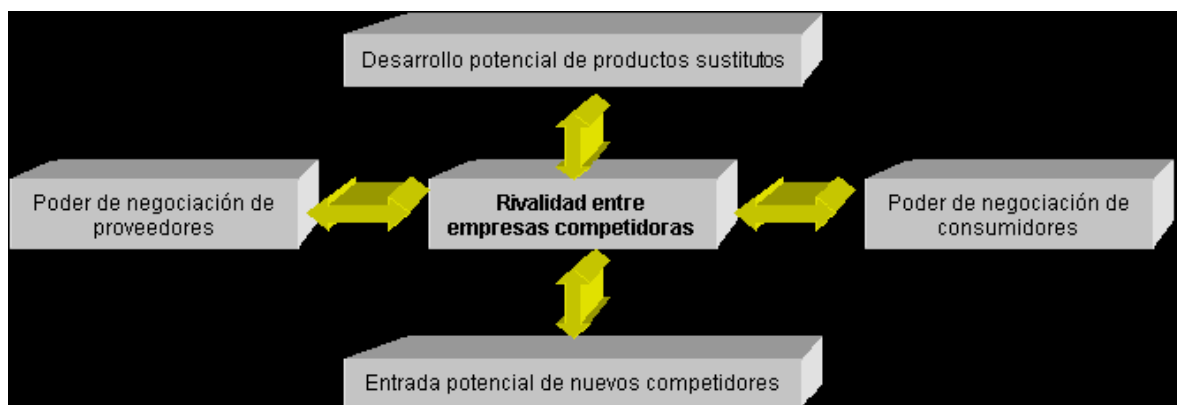 Desarrollo potencial de productos sustitutos
Poder de negociación de
proveedores
Rivalidad entre
empresas competidoras
Poder de negociación de
consumidores
Entrada potencial de nuevos competidores